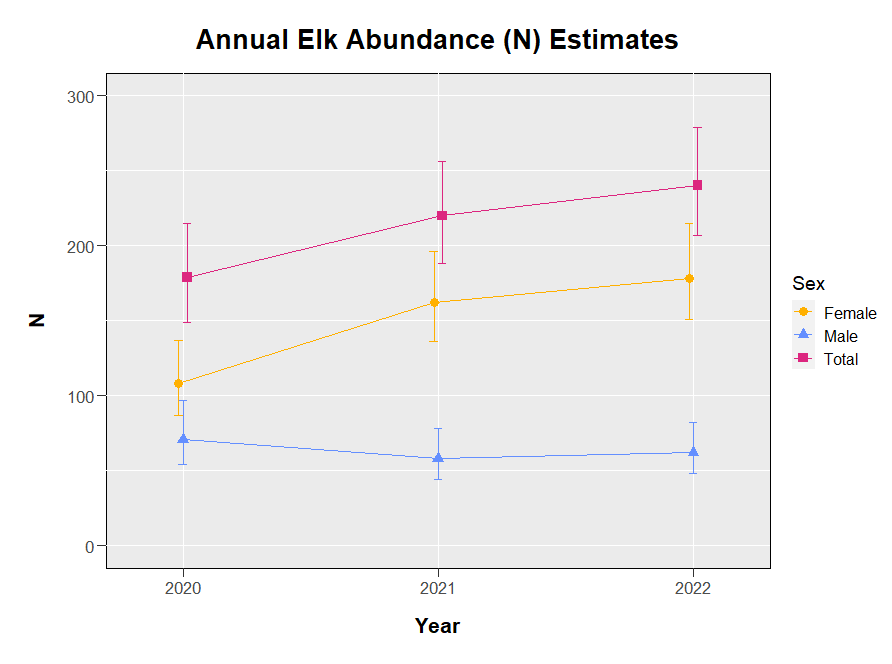 Annual Elk Abundance (N) Estimates
300
200
100
0
N
2020 2021 2022
Year
Sex
Female
Male
Total